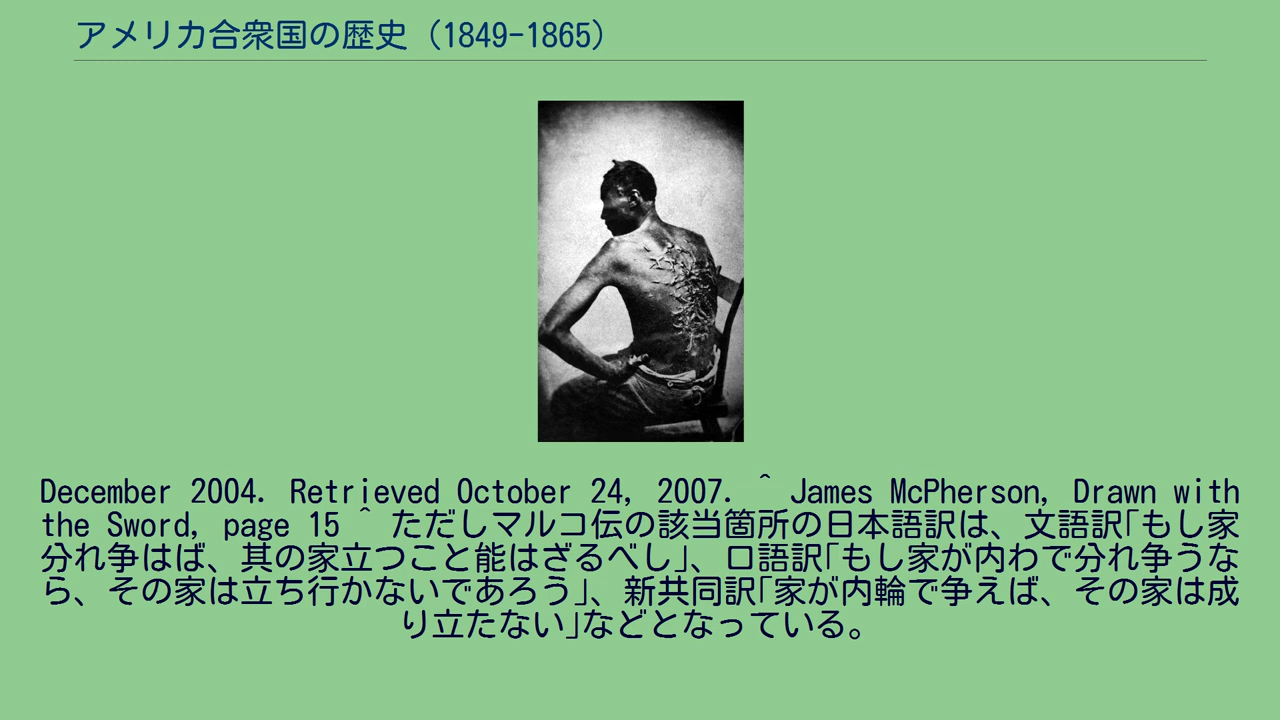 アメリカ合衆国の歴史（1849-1865）
December 2004. Retrieved October 24, 2007. ^ James McPherson, Drawn with
the Sword, page 15 ^ ただしマルコ伝の該当箇所の日本語訳は、文語訳｢もし家
分れ争はば、其の家立つこと能はざるべし｣、口語訳｢もし家が内わで分れ争うな
ら、その家は立ち行かないであろう｣、新共同訳｢家が内輪で争えば、その家は成
り立たない｣などとなっている。